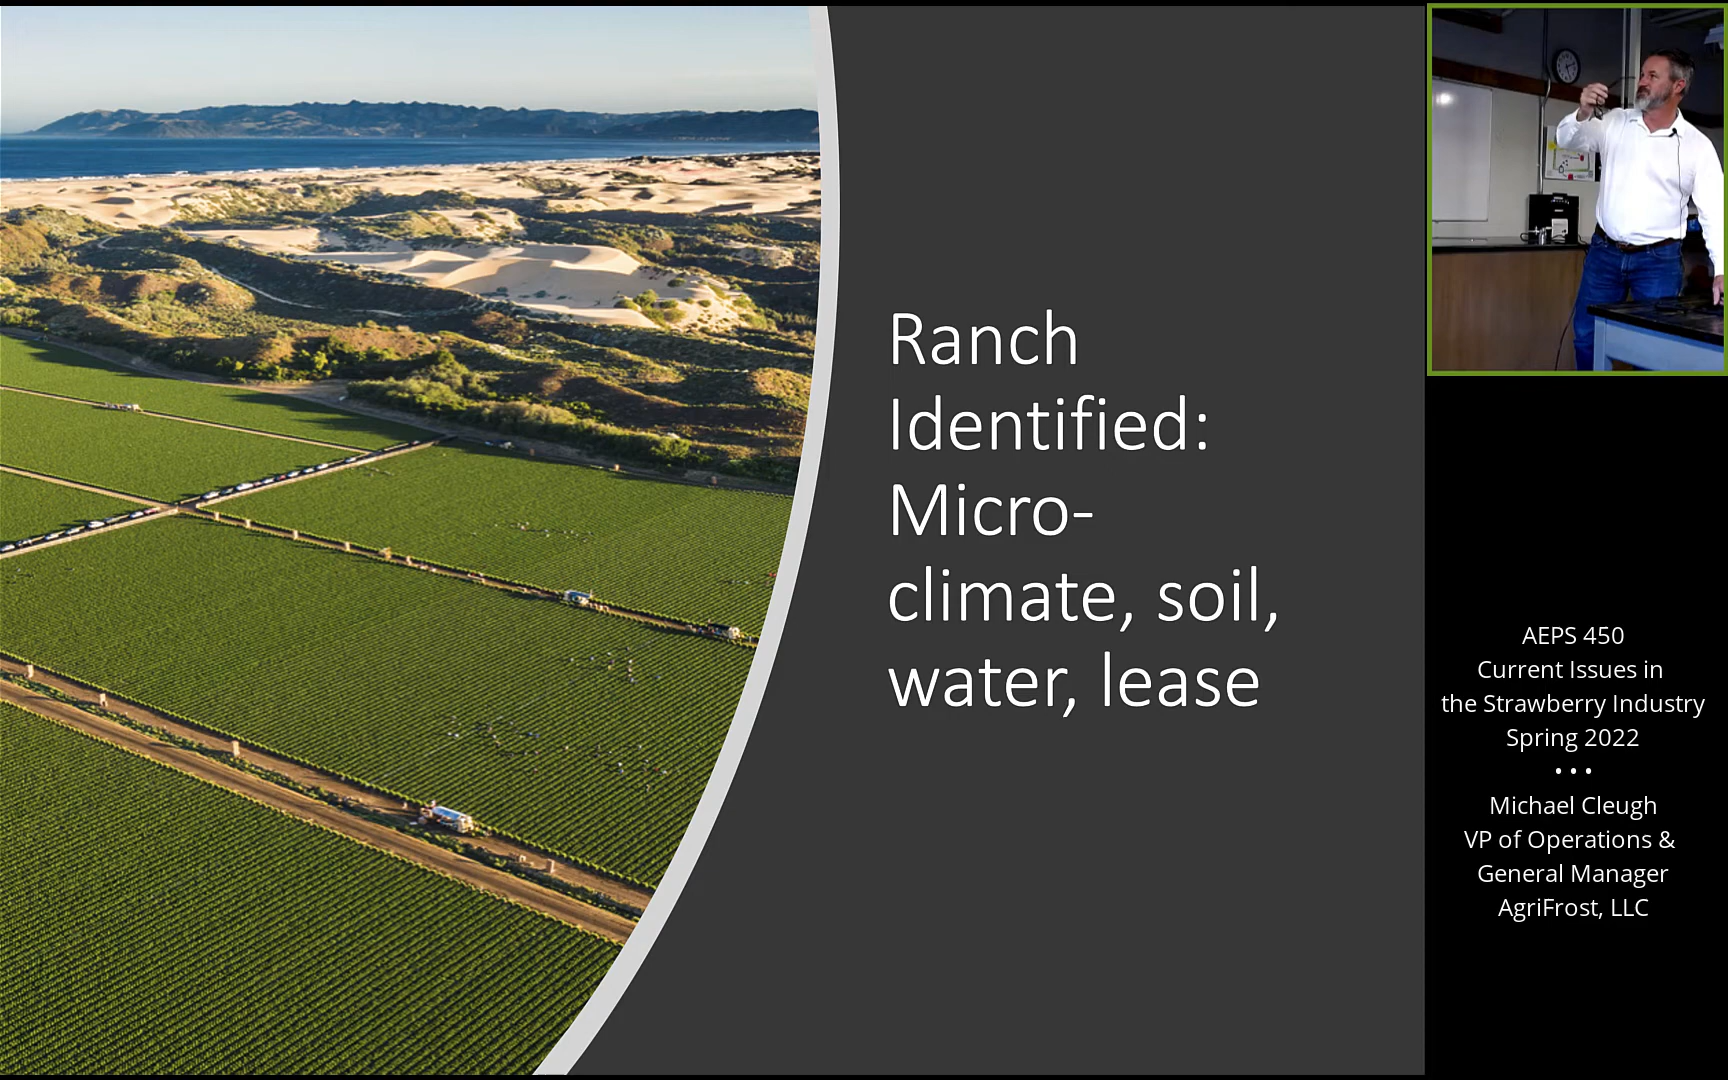 Ranch
Identified:
Micro-
climate, soil,
water, lease
AEPS 450
Current Issues in
the Strawberry Industry
Spring 2022
• • •
Michael Cleugh
VP of Operations &
General Manager
AgriFrost, LLC